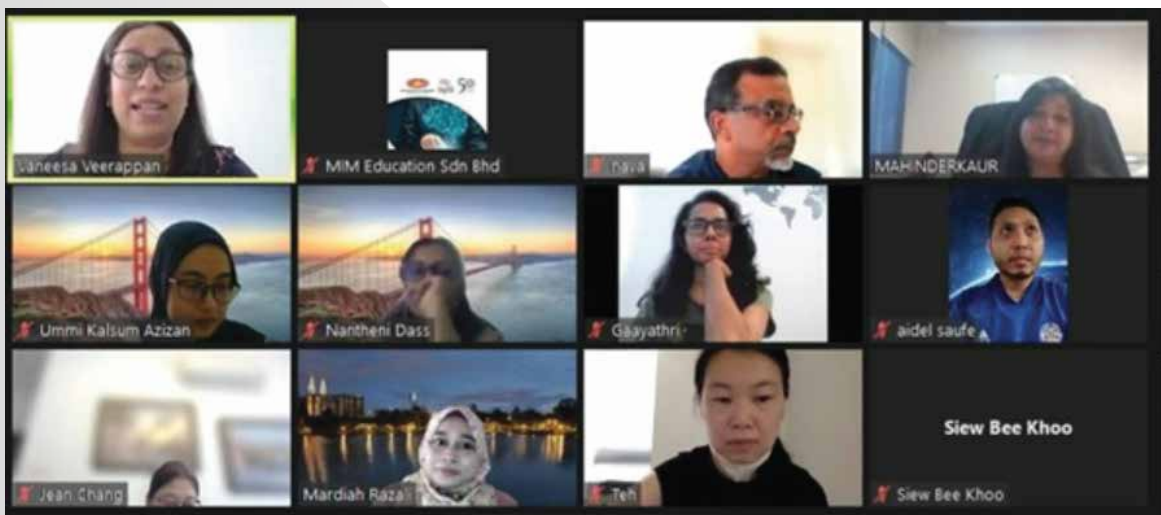 Vaneesa Veerappan
MIM Education Sdn Bhd
nava
MAHINDERKAUR
Ummi Kalsum Azizan
Nantheni Dass
Gaayathri
aidel saufe
Jean Chang
Mardiah Raza
Teh
Siew Bee Khoo
Siew Bee Khoo